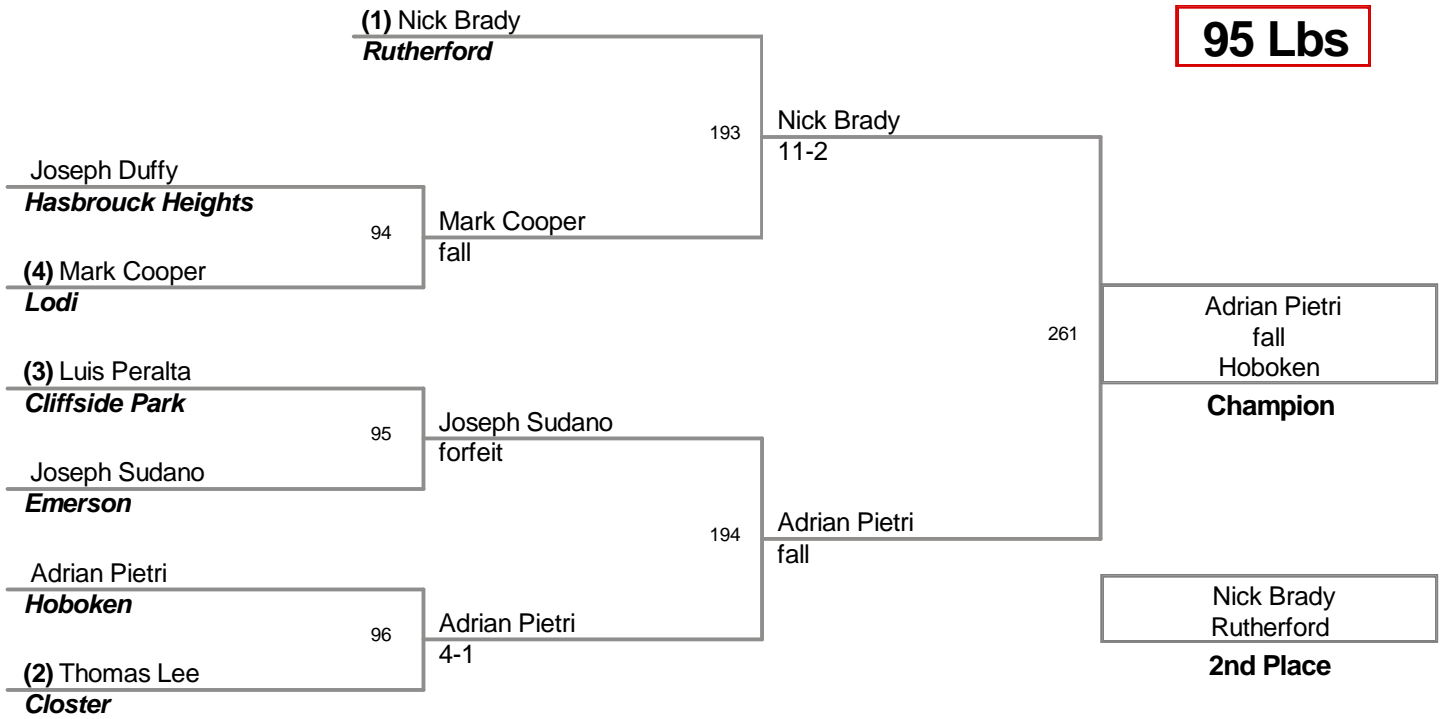 (1) Nick Brady
Rutherford
95 Lbs
193
Nick Brady
11-2
Joseph Duffy
Hasbrouck Heights
94
Mark Cooper
fall
(4) Mark Cooper
Lodi
261
Adrian Pietri
fall
Hoboken
Champion
(3) Luis Peralta
Cliffside Park
95
Joseph Sudano
forfeit
Joseph Sudano
Emerson
194
Adrian Pietri
fall
Adrian Pietri
Hoboken
96
Adrian Pietri
4-1
(2) Thomas Lee
Closter
Nick Brady
Rutherford
2nd Place